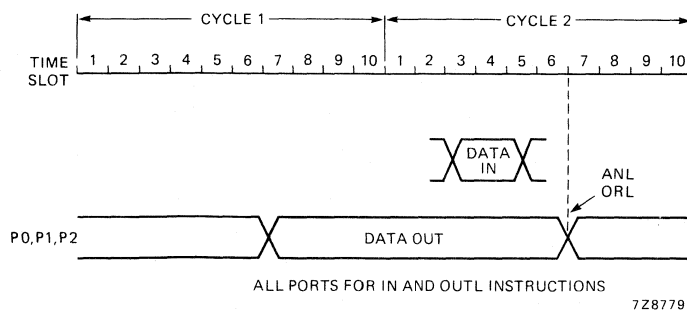 CYCLE 1 CYCLE 2
TIME SLOT 1 2 3 4 5 6 7 8 9 10 1 2 3 4 5 6 7 8 9 10
DATA IN
ANL
ORL
P0,P1,P2 DATA OUT
ALL PORTS FOR IN AND OUTL INSTRUCTIONS
7Z8779